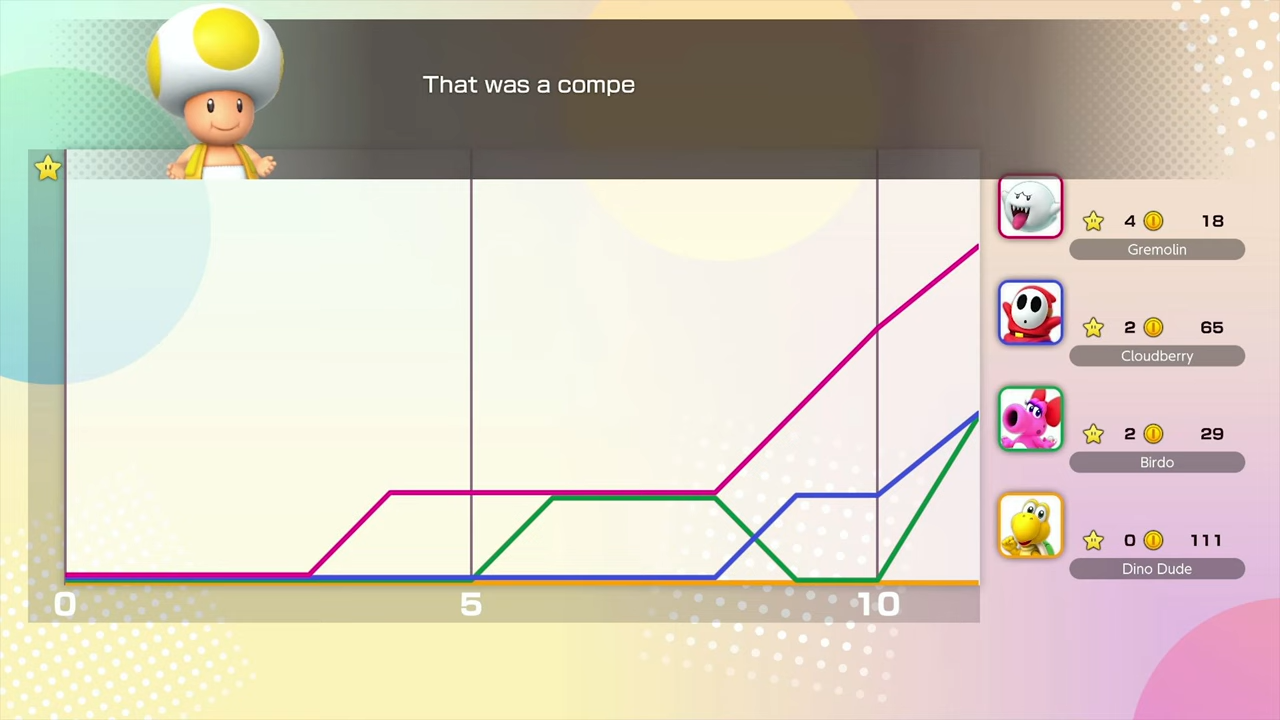 That was a compe
4 18
Gremolin
2 65
Cloudberry
2 29
Birdo
0 111
Dino Dude
0 5 10